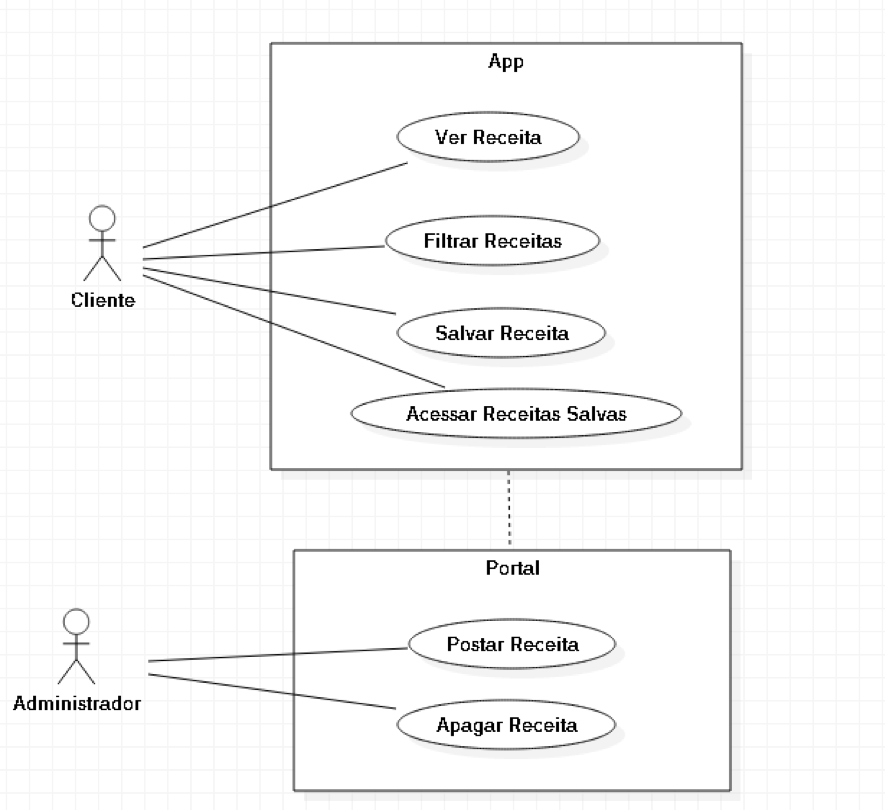 App
Ver Receita
Filtrar Receitas
Salvar Receita
Acessar Receitas Salvas
Cliente
Portal
Postar Receita
Apagar Receita
Administrador